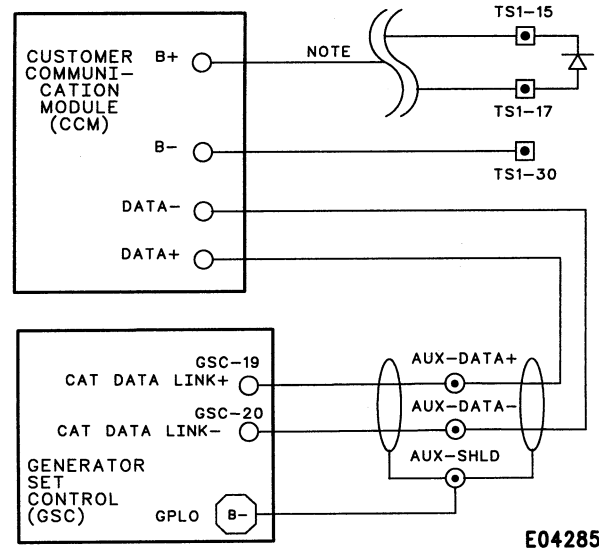 TS1-15
CUSTOMER
COMMUNI-
CATION
MODULE
(CCM)
B+
NOTE
TS1-17
B-
TS1-30
DATA-
DATA+
GSC-19
CAT DATA LINK+
AUX-DATA+
GSC-20
CAT DATA LINK-
AUX-DATA-
AUX-SHLD
GENERATOR
SET
CONTROL
(GSC)
GPLO
B-
E04285